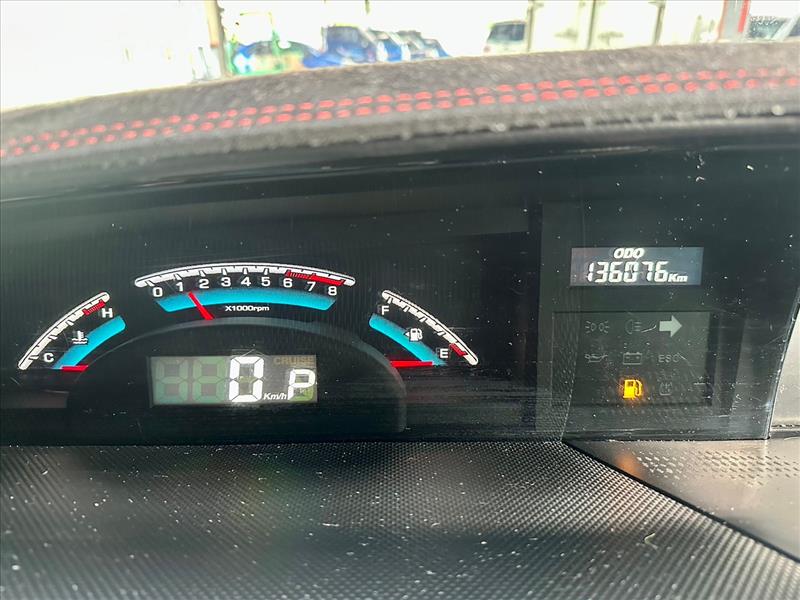 ODO
136076Km
0 1 2 3 4 5 6 7 8
X1000rpm
H
C
F
E
CRUISE
0 P
Km/h
ESC